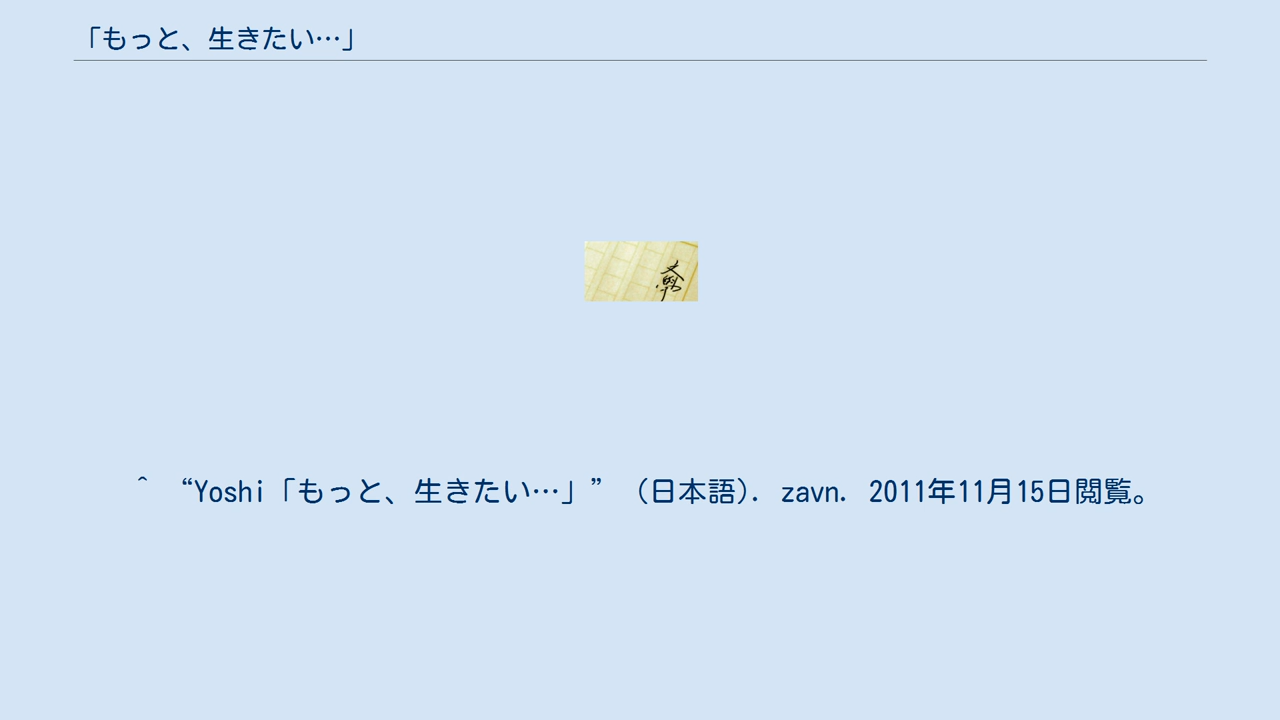 「もっと、生きたい…」
^ “Yoshi「もっと、生きたい…」” (日本語). zavn. 2011年11月15日閲覧。